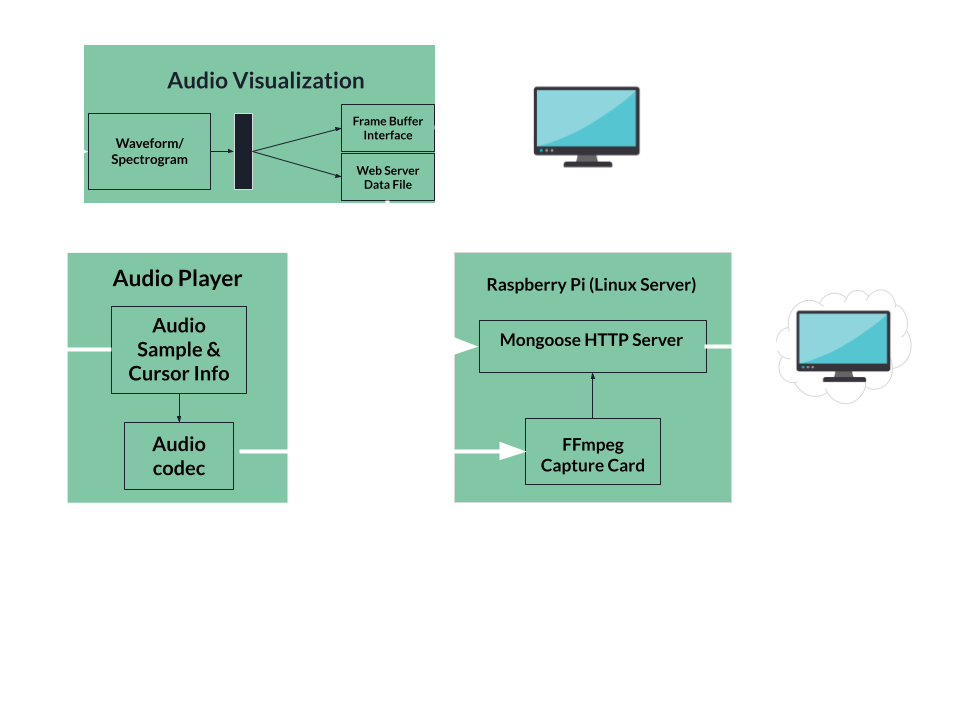 Audio Visualization
Waveform/
Spectrogram
Frame Buffer
Interface
Web Server
Data File
Audio Player
Audio
Sample &
Cursor Info
Audio
codec
Raspberry Pi (Linux Server)
Mongoose HTTP Server
FFmpeg
Capture Card